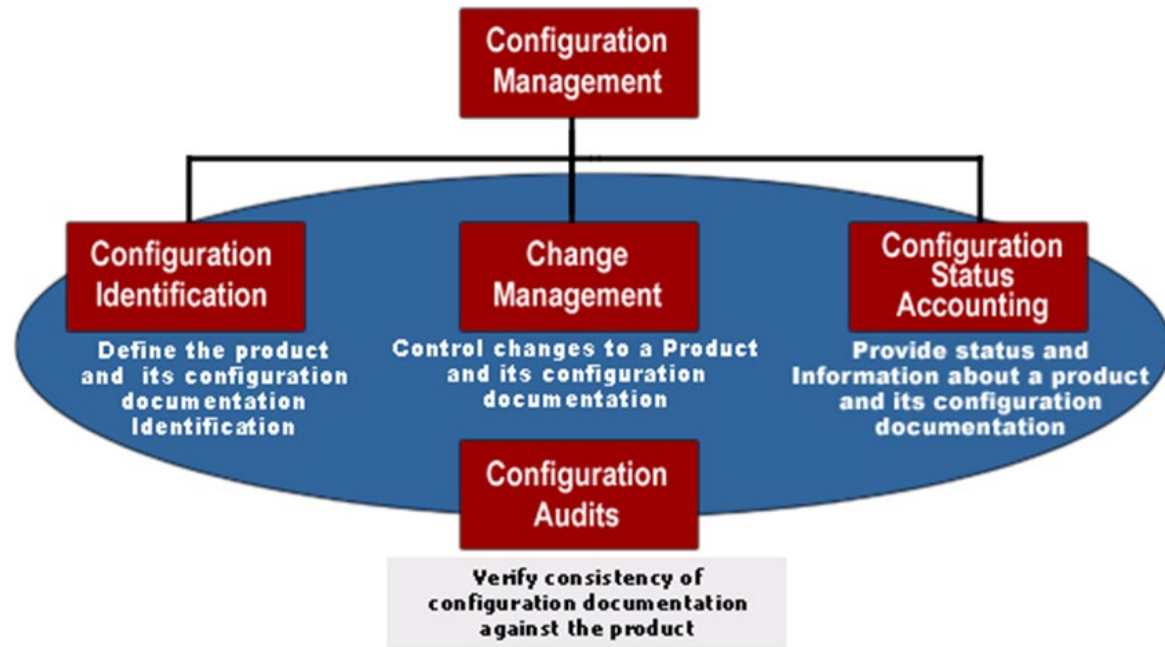 Configuration
Management
Configuration
Identification
Define the product
and its configuration
documentation
Identification
Change
Management
Control changes to a Product
and its configuration
documentation
Configuration
Status
Accounting
Provide status and
Information about a product
and its configuration
documentation
Configuration
Audits
Verify consistency of
configuration documentation
against the product